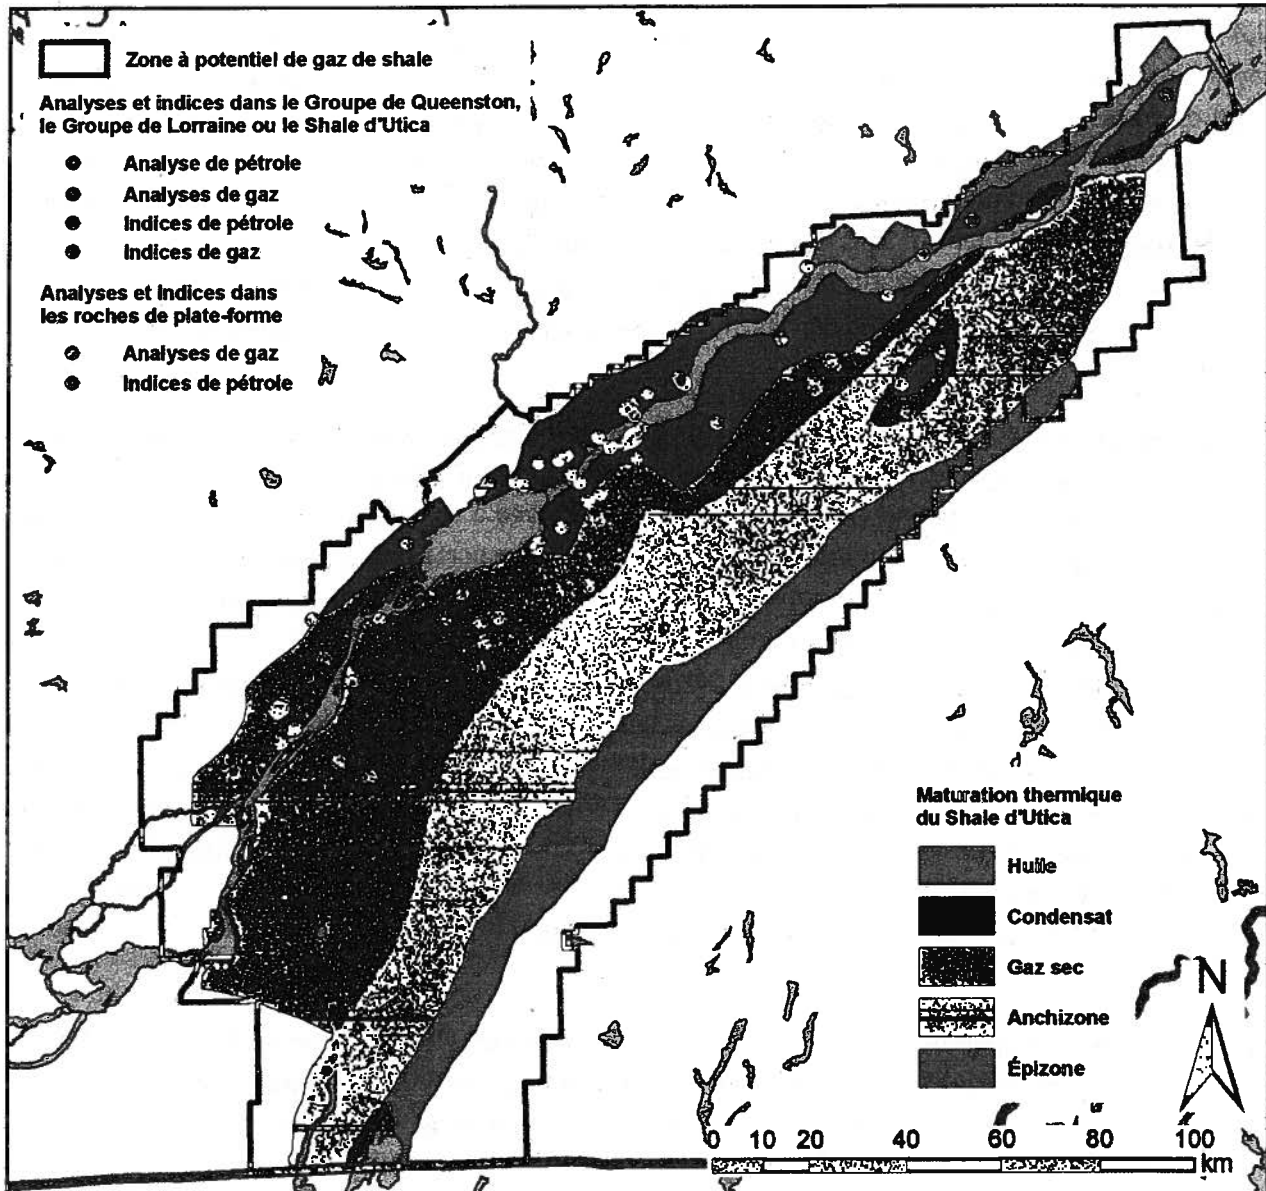 Zone à potentiel de gaz de shale
Analyses et indices dans le Groupe de Queenston,
le Groupe de Lorraine ou le Shale d'Utica
Analyse de pétrole
Analyses de gaz
Indices de pétrole
Indices de gaz
Analyses et indices dans
les roches de plate-forme
Analyses de gaz
Indices de pétrole
Maturation thermique
du Shale d'Utica
Huile
Condensat
Gaz sec
Anchizone
Épizone
N
0 10 20 40 60 80 100
km